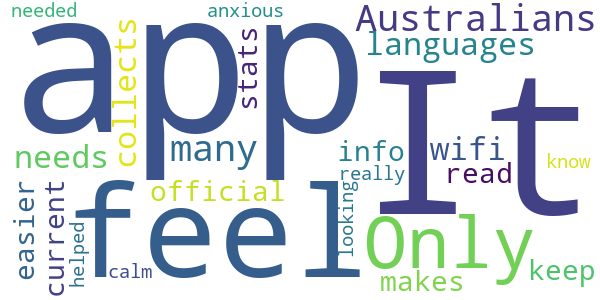 needed
anxious
Australians
app
It
collects
stats
languages
many
needs
info
wifi
read
know
really
official
easier
current
feel
helped
calm
looking
Only
makes
keep